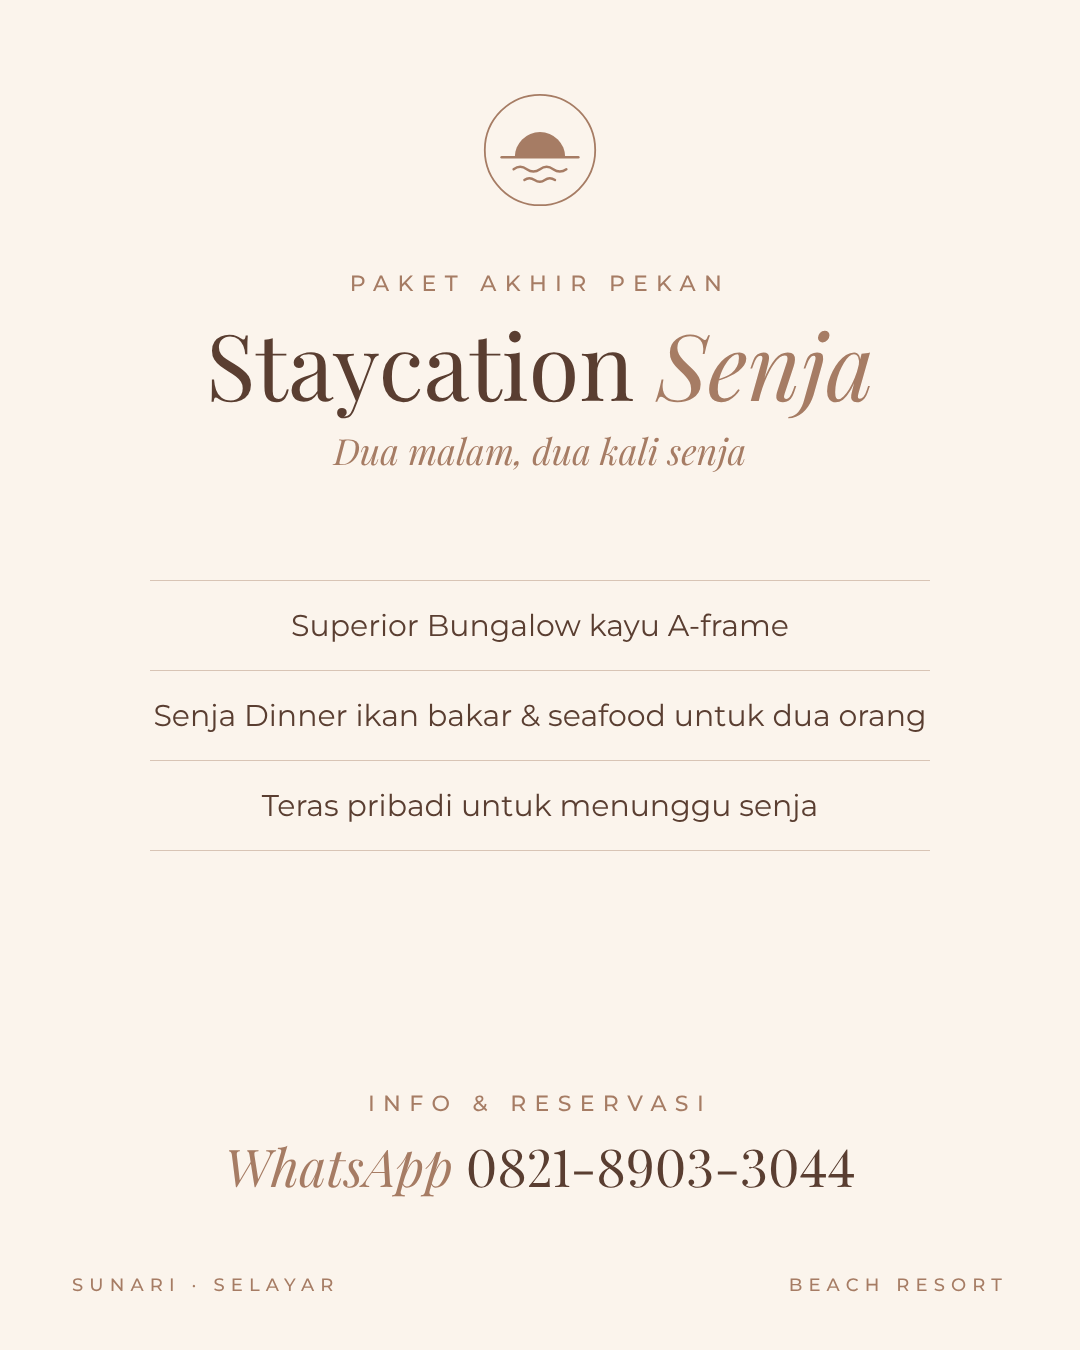 PAKET AKHIR PEKAN
Staycation Senja
Dua malam, dua kali senja
Superior Bungalow kayu A-frame
Senja Dinner ikan bakar & seafood untuk dua orang
Teras pribadi untuk menunggu senja
INFO & RESERVASI
WhatsApp 0821-8903-3044
SUNARI · SELAYAR
BEACH RESORT